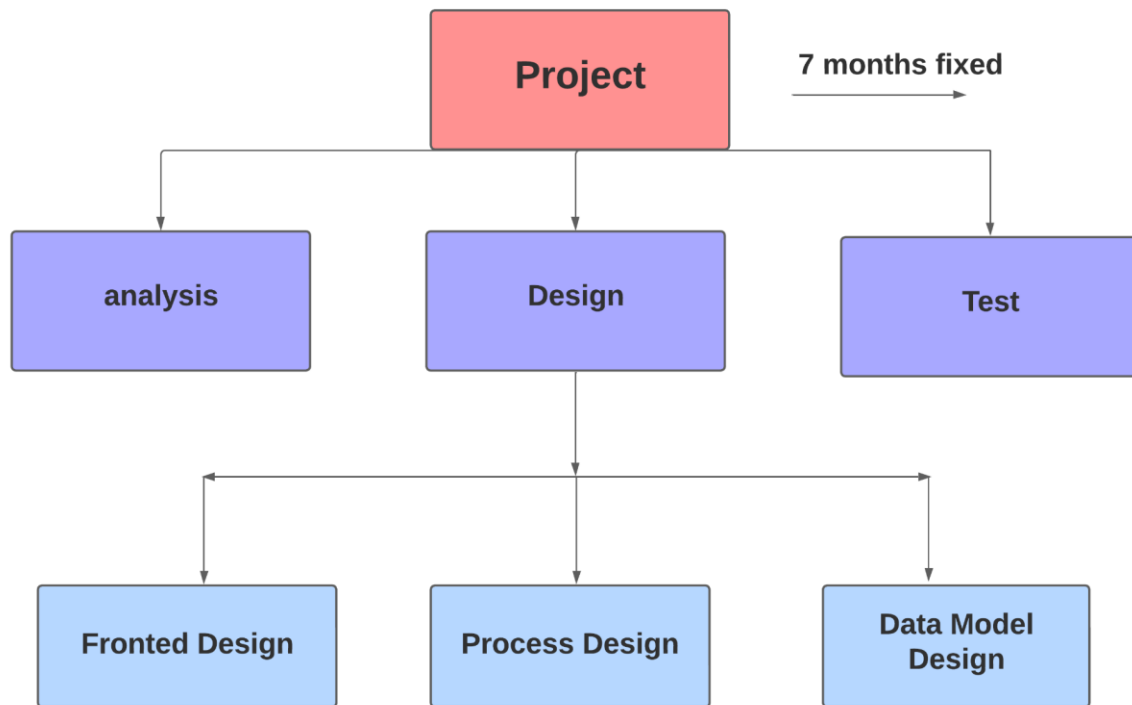 Project
7 months fixed
analysis
Design
Test
Fronted Design
Process Design
Data Model
Design